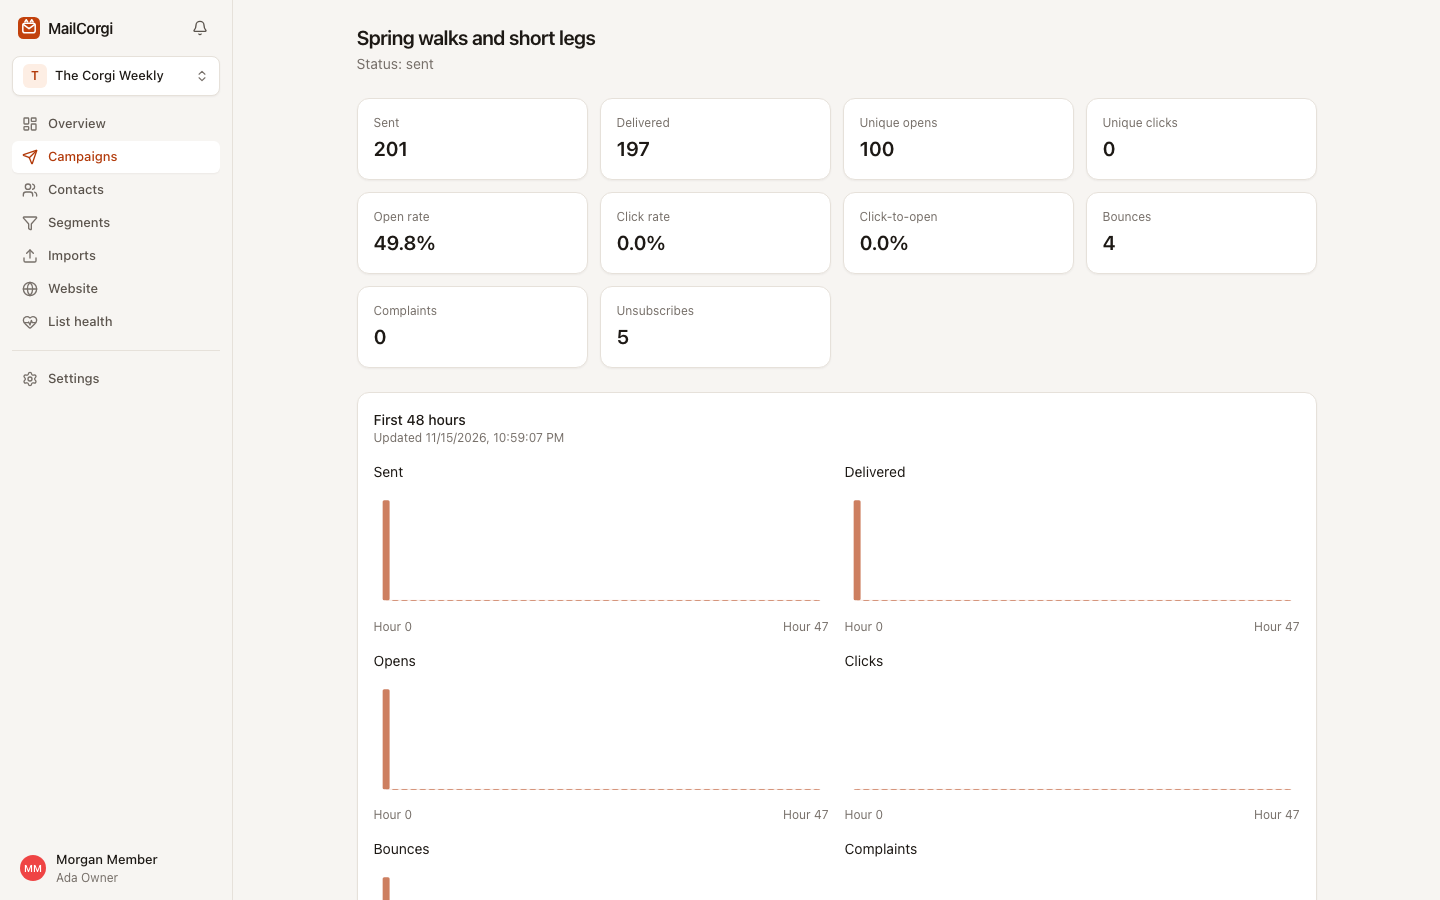 MailCorgi
T The Corgi Weekly
Overview
Campaigns
Contacts
Segments
Imports
Website
List health
Settings
MM
Morgan Member
Ada Owner
Spring walks and short legs
Status: sent
Sent
201
Delivered
197
Unique opens
100
Unique clicks
0
Open rate
49.8%
Click rate
0.0%
Click-to-open
0.0%
Bounces
4
Complaints
0
Unsubscribes
5
First 48 hours
Updated 11/15/2026, 10:59:07 PM
Sent
Hour 0 Hour 47
Delivered
Hour 0 Hour 47
Opens
Hour 0 Hour 47
Clicks
Hour 0 Hour 47
Bounces
Complaints